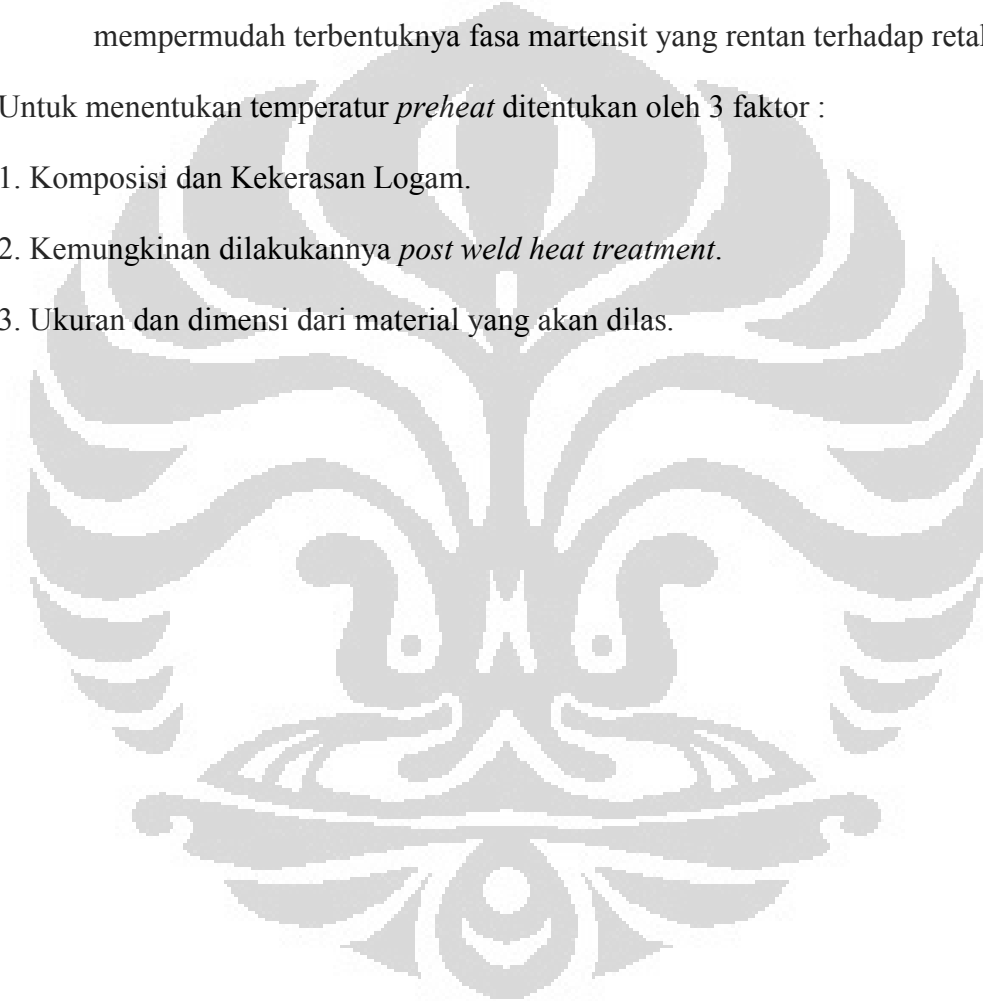 mempermudah terbentuknya fasa martensit yang rentan terhadap
Untuk menentukan temperatur preheat ditentukan oleh 3 faktor :
1. Komposisi dan Kekerasan Logam.
2. Kemungkinan dilakukannya post weld heat treatment.
3. Ukuran dan dimensi dari material yang akan dilas.